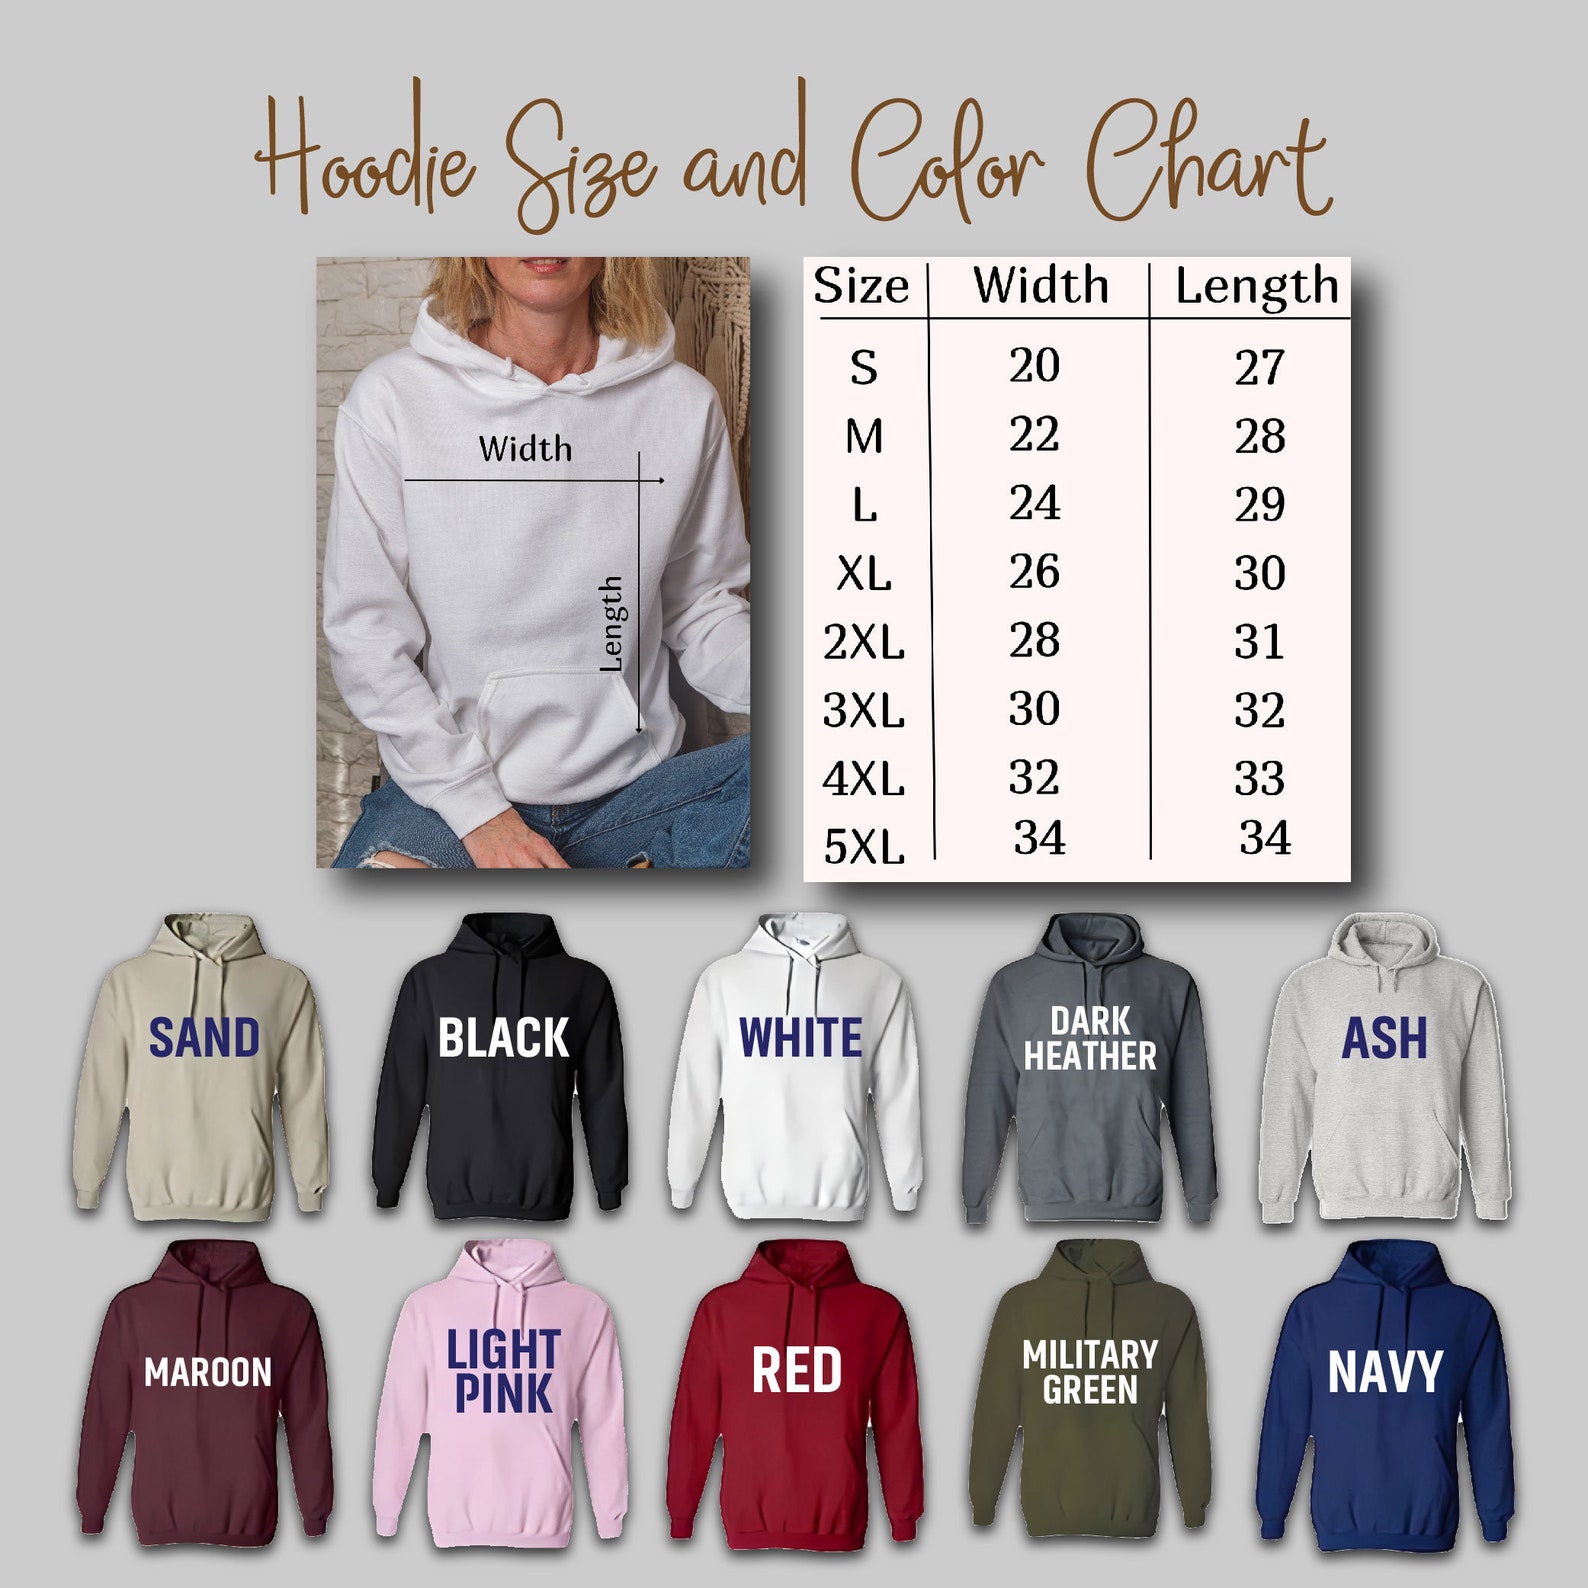 Hoodie Size and Color Chart
Width
Length
Size Width Length
S 20 27
M 22 28
L 24 29
XL 26 30
2XL 28 31
3XL 30 32
4XL 32 33
5XL 34 34
SAND
BLACK
WHITE
DARK
HEATHER
ASH
MAROON
LIGHT
PINK
RED
MILITARY
GREEN
NAVY